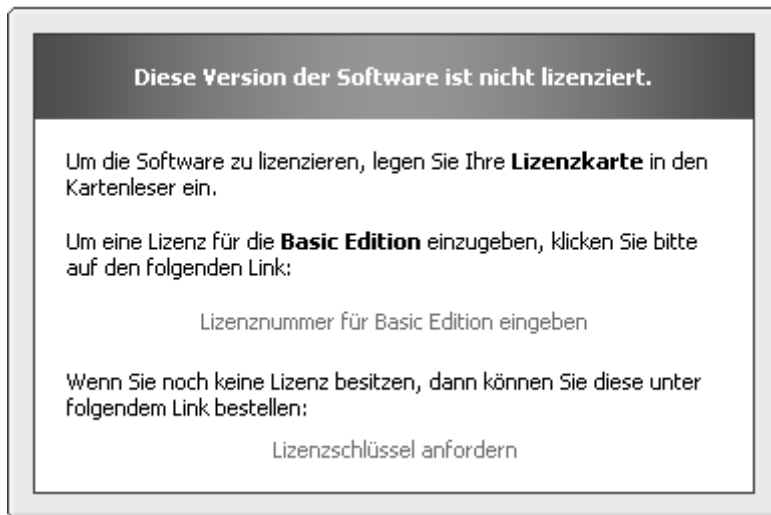 Diese Version der Software ist nicht lizenziert.
Um die Software zu lizenzieren, legen Sie Ihre Lizenzkarte in den
Kartenleser ein.
Um eine Lizenz für die Basic Edition einzugeben, klicken Sie bitte
auf den folgenden Link:
Lizenznummer für Basic Edition eingeben
Wenn Sie noch keine Lizenz besitzen, dann können Sie diese unter
folgendem Link bestellen:
Lizenzschlüssel anfordern